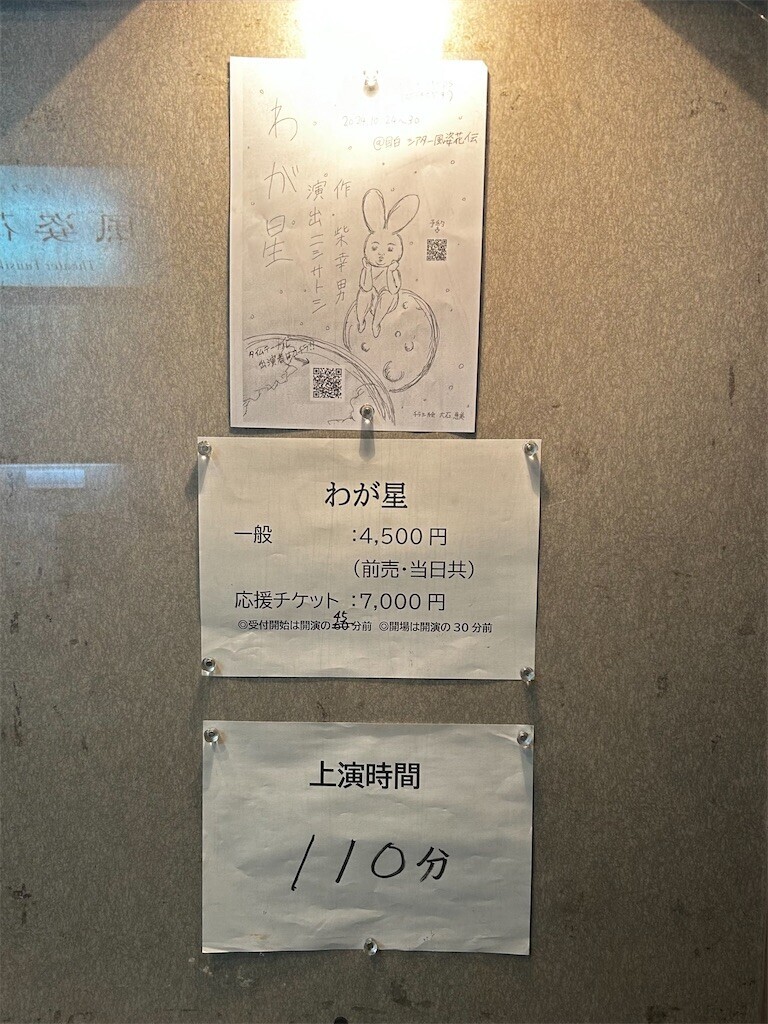 わが星
作・柴幸男
演出 ニシサトシ
@目白 シアター風姿花伝
チケット
わが星
一般 :4,500円
(前売・当日共)
応援チケット :7,000円
◎受付開始は開演の45分前 ◎開場は開演の30分前
上演時間
110分